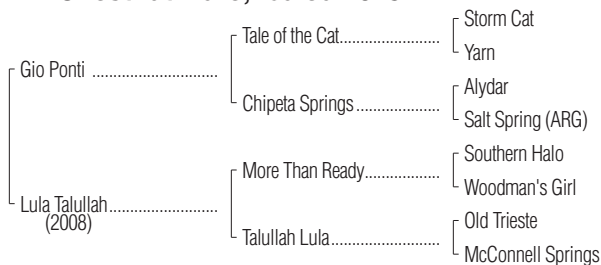 Storm Cat
Tale of the Cat
Yarn
Gio Ponti
Alydar
Chipeta Springs
Salt Spring (ARG)
Southern Halo
More Than Ready
Woodman's Girl
Lula Talullah
(2008)
Old Trieste
Talullah Lula
McConnell Springs